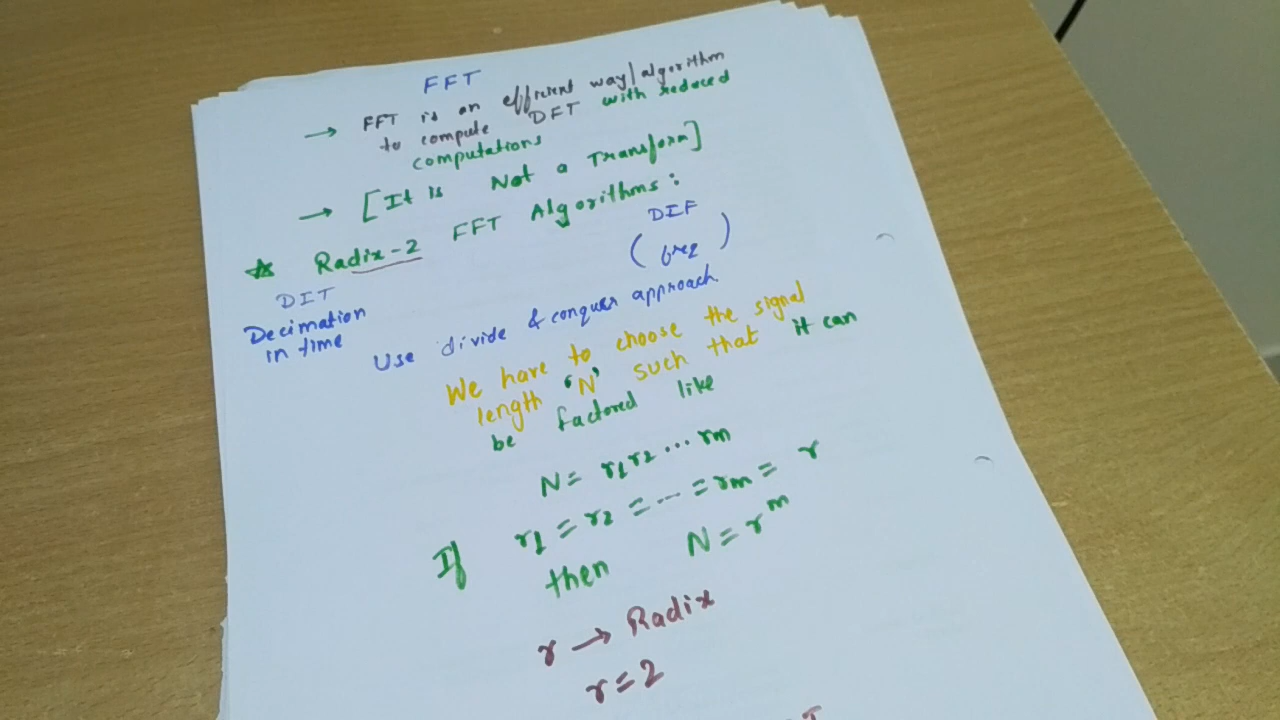 FFT
→ FFT is an efficient way/algorithm
to compute DFT with reduced
computations
→ [It is Not a Transform]
☆ Radix-2 FFT Algorithms:
DIT
Decimation
in time
DIF
(freq)
Use divide & conquer approach
We have to choose the signal
length 'N' such that it can
be factored like
N = r1 r2 ... rm
If r1 = r2 = ... = rm = r
then N = r^m
r → Radix
r = 2